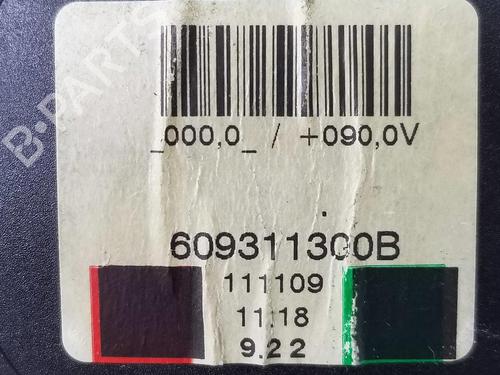 B-PARTS
_000,0_ / +090,0V
609311300B
111109
11.18
9.22